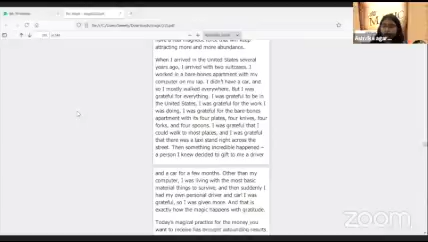 attracting more and more abundance.
When I arrived in the United States several
years ago, I arrived with two suitcases. I
worked in a bare-bones apartment with my
computer on my lap. I didn't have a car, and
so I mostly walked everywhere. But I was
grateful for everything. I was grateful to be in
the United States, I was grateful for the work I
was doing, I was grateful for the bare-bones
apartment with its four plates, four knives, four
forks, and four spoons. I was grateful that I
could walk to most places, and I was grateful
that there was a taxi stand right across the
street. Then something incredible happened –
a person I knew decided to gift to me a driver
and a car for a few months. Other than my
computer, I was living with the most basic
material things to survive, and then suddenly I
had my own personal driver and car! I was
grateful, so I was given more. And that is
exactly how the magic happens with gratitude.
Today's magical practice for the money you
want to receive has brought astounding results
zoom